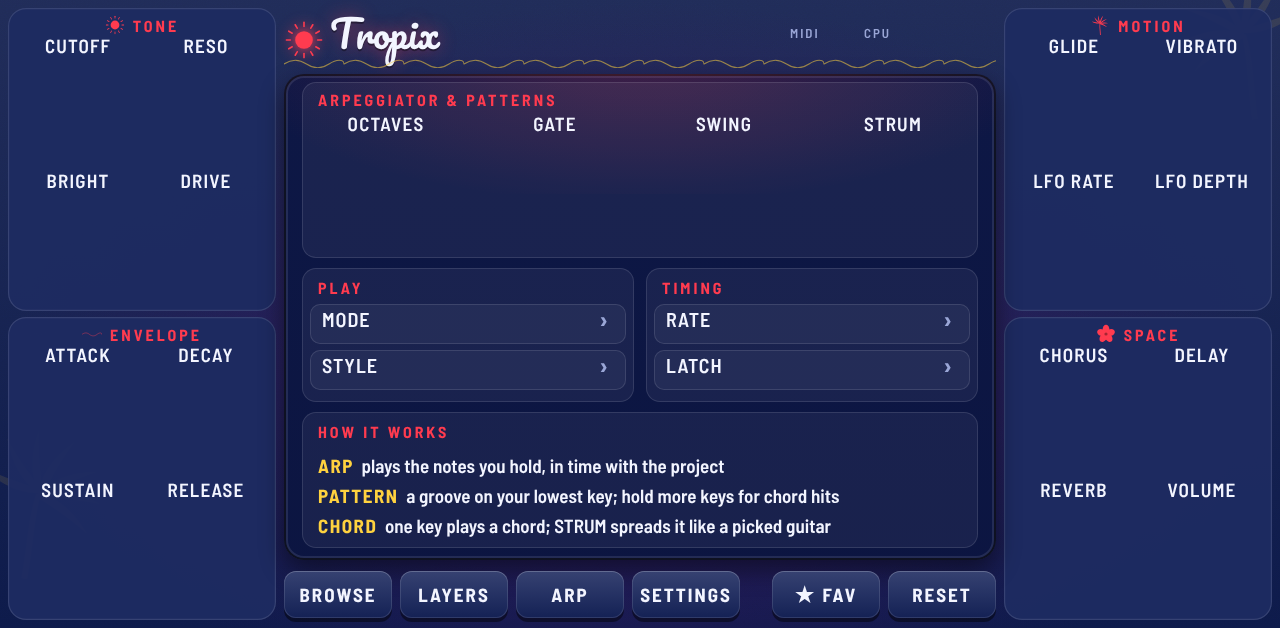 TONE
CUTOFF RESO
BRIGHT DRIVE
ENVELOPE
ATTACK DECAY
SUSTAIN RELEASE
Tropix
MIDI CPU
ARPEGGIATOR & PATTERNS
OCTAVES GATE SWING STRUM
PLAY
MODE ›
STYLE ›
TIMING
RATE ›
LATCH ›
HOW IT WORKS
ARP plays the notes you hold, in time with the project
PATTERN a groove on your lowest key; hold more keys for chord hits
CHORD one key plays a chord; STRUM spreads it like a picked guitar
BROWSE LAYERS ARP SETTINGS ★ FAV RESET
MOTION
GLIDE VIBRATO
LFO RATE LFO DEPTH
SPACE
CHORUS DELAY
REVERB VOLUME